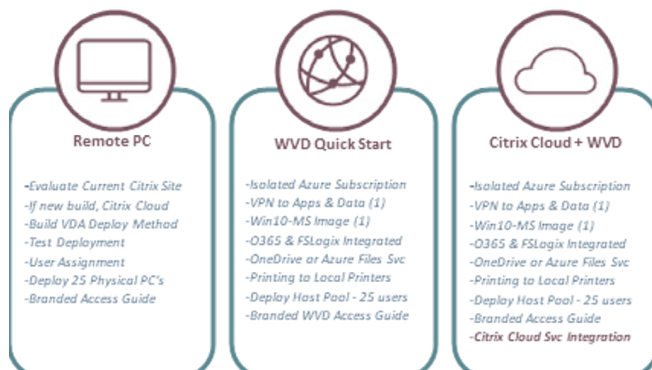 Remote PC
-Evaluate Current Citrix Site
-If new build, Citrix Cloud
-Build VDA Deploy Method
-Test Deployment
-User Assignment
-Deploy 25 Physical PC's
-Branded Access Guide
WVD Quick Start
-Isolated Azure Subscription
-VPN to Apps & Data (1)
-Win10-MS Image (1)
-O365 & FSLogix Integrated
-OneDrive or Azure Files Svc
-Printing to Local Printers
-Deploy Host Pool - 25 users
-Branded WVD Access Guide
Citrix Cloud + WVD
-Isolated Azure Subscription
-VPN to Apps & Data (1)
-Win10-MS Image (1)
-O365 & FSLogix Integrated
-OneDrive or Azure Files Svc
-Printing to Local Printers
-Deploy Host Pool - 25 users
-Branded Access Guide
-Citrix Cloud Svc Integration